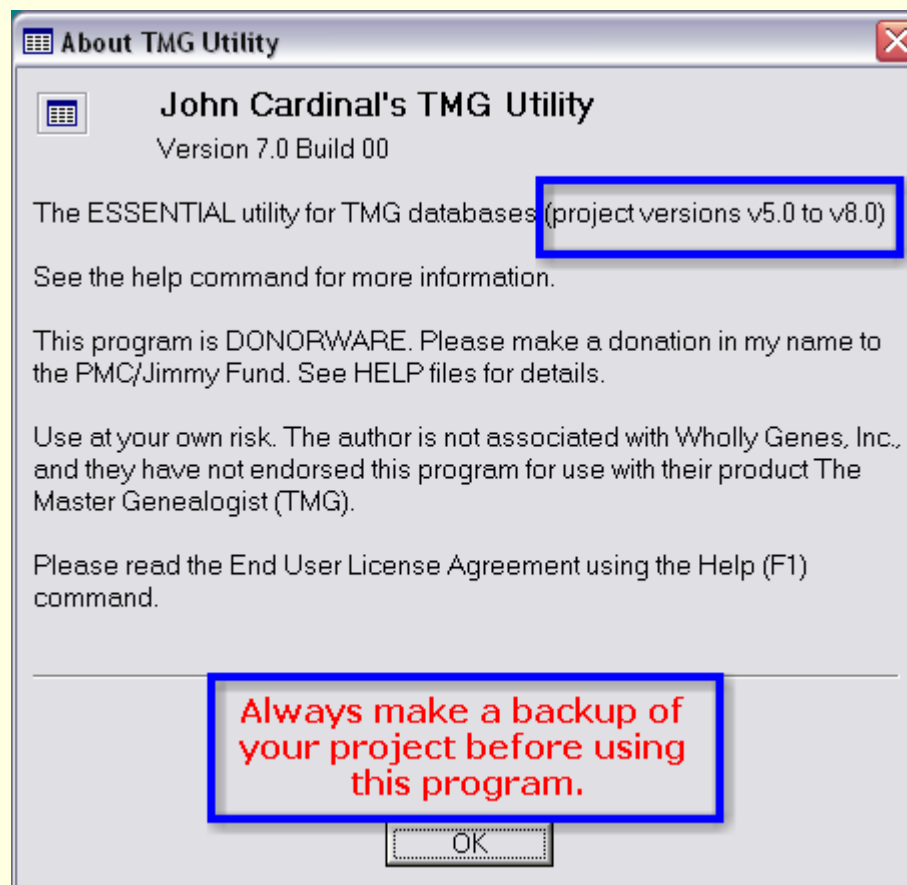 About TMG Utility
John Cardinal's TMG Utility
Version 7.0 Build 00
The ESSENTIAL utility for TMG databases (project versions v5.0 to v8.0)
See the help command for more information.
This program is DONORWARE. Please make a donation in my name to
the PMC/Jimmy Fund. See HELP files for details.
Use at your own risk. The author is not associated with Wholly Genes, Inc.,
and they have not endorsed this program for use with their product The
Master Genealogist (TMG).
Please read the End User License Agreement using the Help (F1)
command.
Always make a backup of
your project before using
this program.
OK